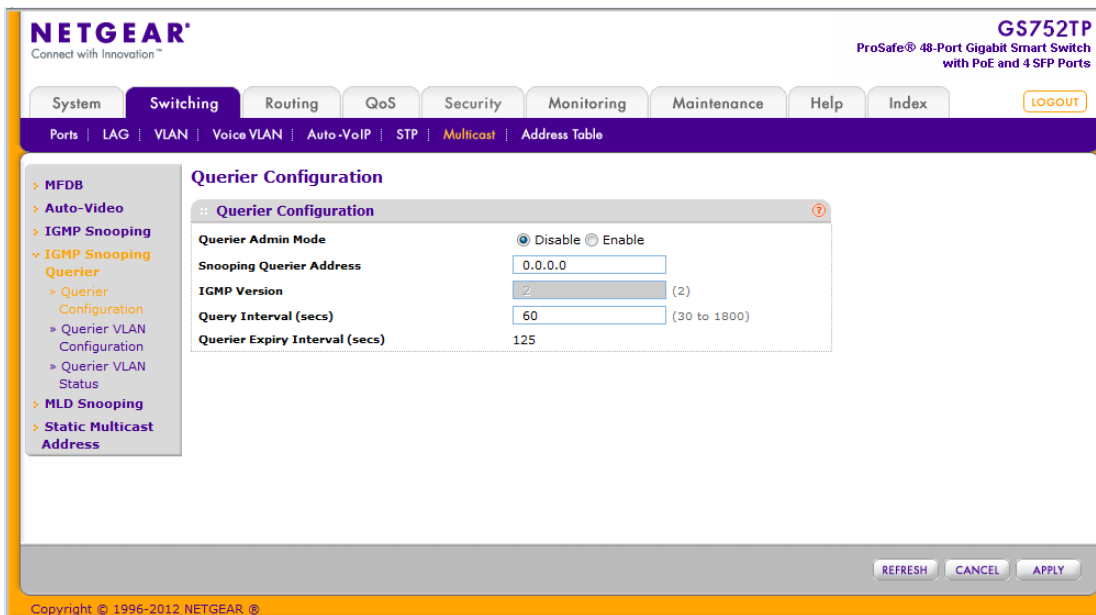 NETGEAR®
Connect with Innovation™
GS752TP
ProSafe® 48-Port Gigabit Smart Switch
with PoE and 4 SFP Ports
System Switching Routing QoS Security Monitoring Maintenance Help Index LOGOUT
Ports | LAG | VLAN | Voice VLAN | Auto-VoIP | STP | Multicast | Address Table
MFDB
Auto-Video
IGMP Snooping
IGMP Snooping
Querier
» Querier
Configuration
» Querier VLAN
Configuration
» Querier VLAN
Status
MLD Snooping
Static Multicast
Address
Querier Configuration
Querier Configuration ?
Querier Admin Mode Disable Enable
Snooping Querier Address 0.0.0.0
IGMP Version 2 (2)
Query Interval (secs) 60 (30 to 1800)
Querier Expiry Interval (secs) 125
REFRESH CANCEL APPLY
Copyright © 1996-2012 NETGEAR ®